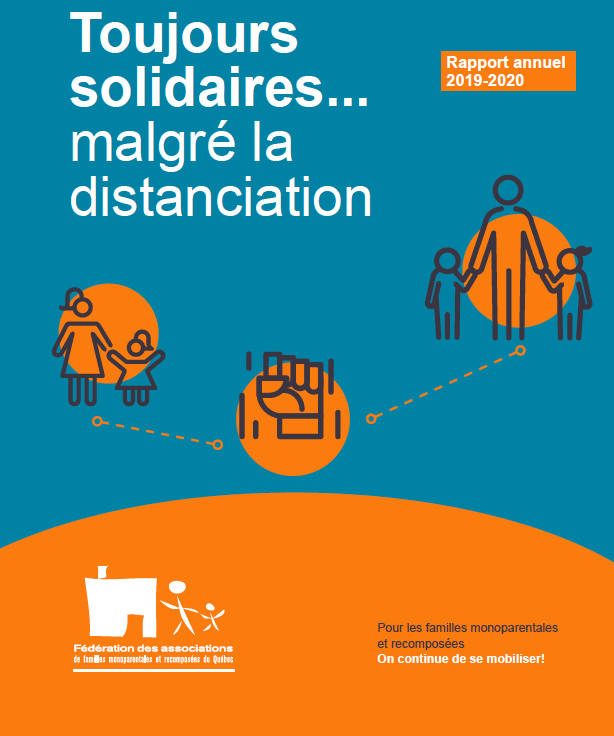 Toujours
solidaires...
malgré la
distanciation
Rapport annuel
2019-2020
Fédération des associations
de familles monoparentales et recomposées du Québec
Pour les familles monoparentales
et recomposées
On continue de se mobiliser!